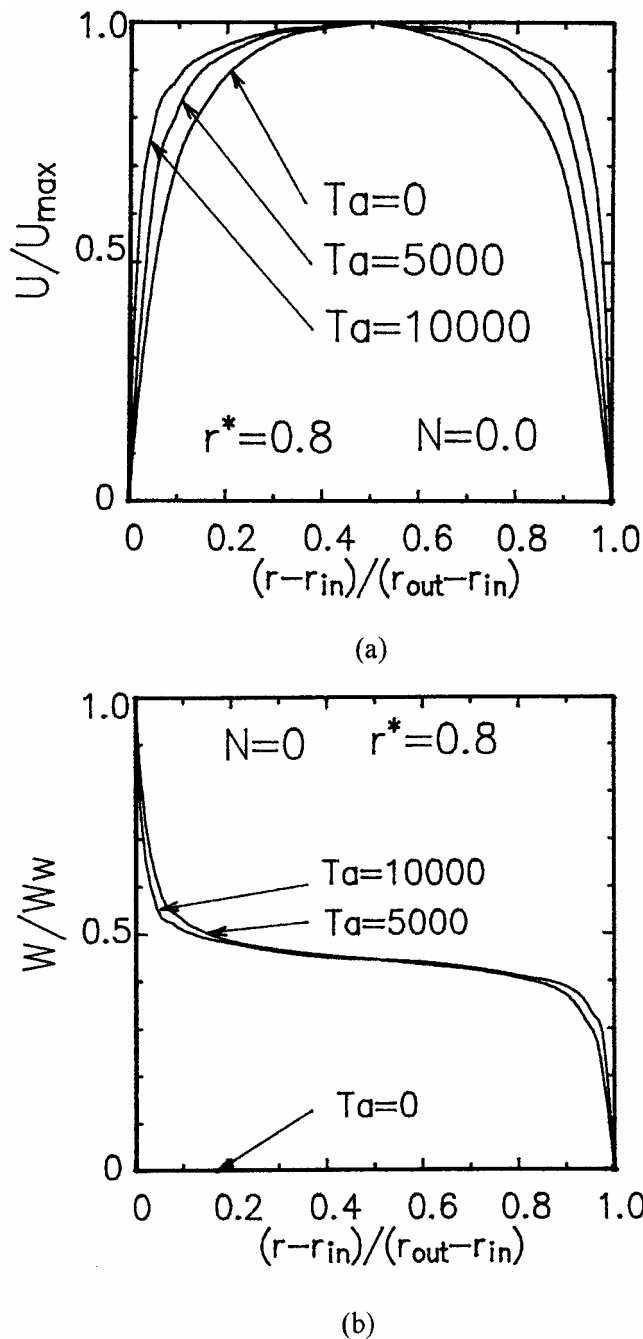 1.0
U/Umax
0.5
0
Ta=0
Ta=5000
Ta=10000
r*=0.8 N=0.0
0 0.2 0.4 0.6 0.8 1.0
(r-rin)/(rout-rin)
(a)
1.0
N=0 r*=0.8
W/Ww
Ta=10000
0.5
Ta=5000
Ta=0
0
0 0.2 0.4 0.6 0.8 1.0
(r-rin)/(rout-rin)
(b)